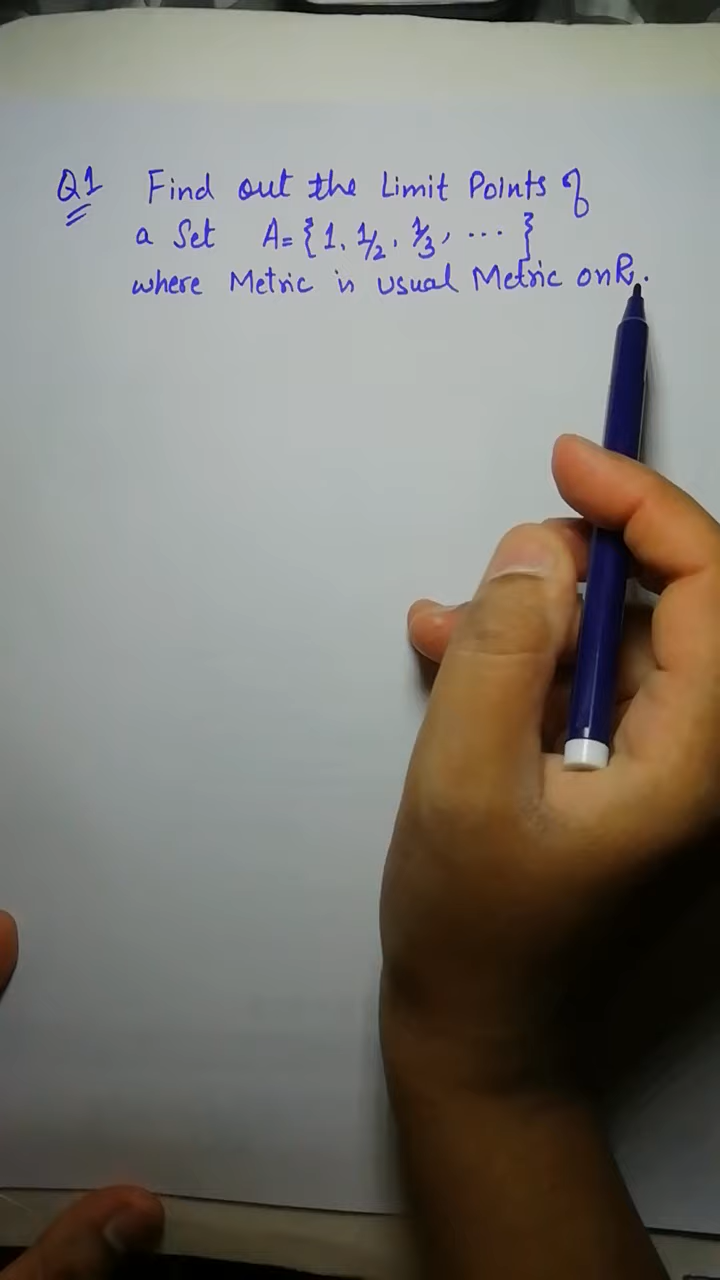 Q1 Find out the Limit Points of
a Set A={1, 1/2, 1/3, ... }
where Metric is usual Metric on R.